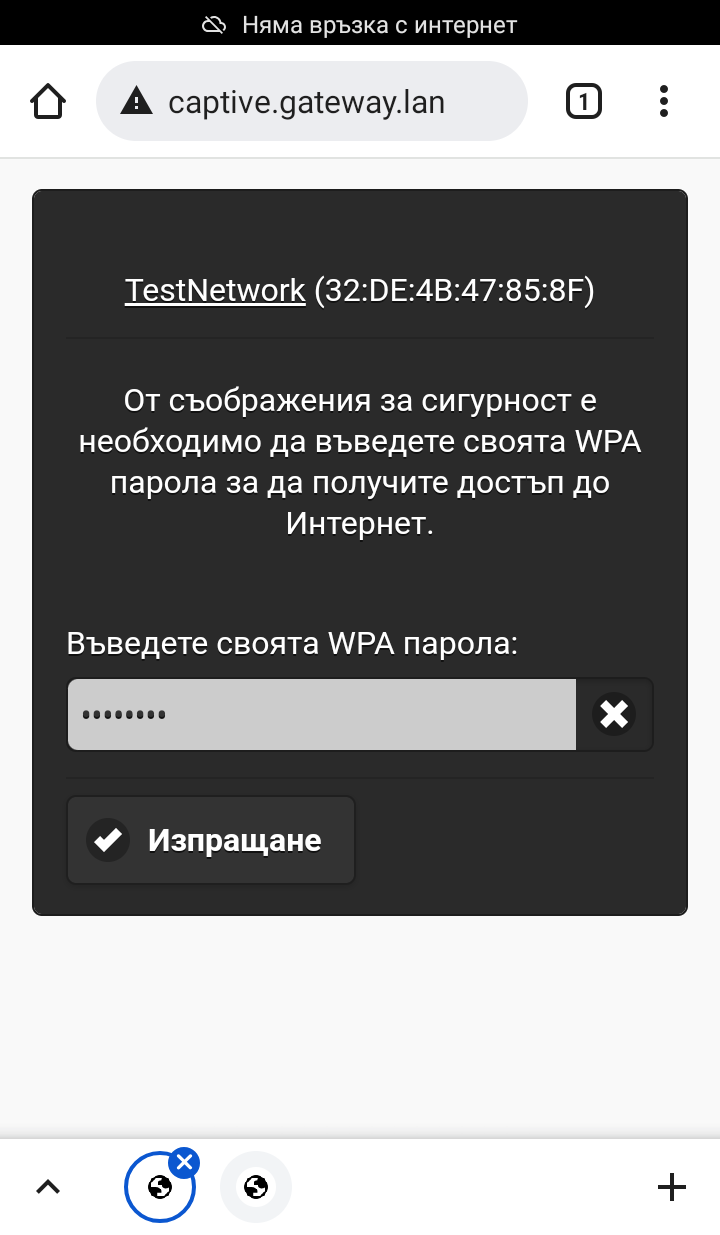 Няма връзка с интернет
captive.gateway.lan
1
TestNetwork (32:DE:4B:47:85:8F)
От съображения за сигурност е
необходимо да въведете своята WPA
парола за да получите достъп до
Интернет.
Въведете своята WPA парола:
••••••••
Изпращане